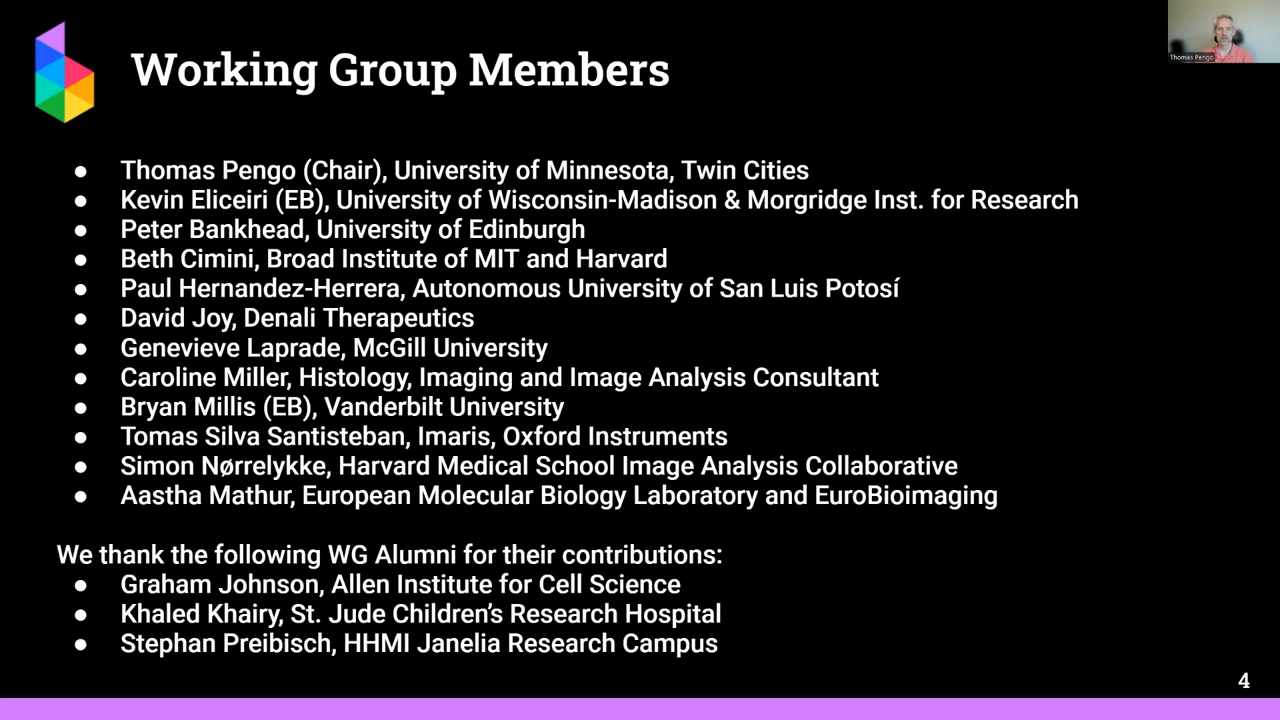 Working Group Members
Thomas Pengo
● Thomas Pengo (Chair), University of Minnesota, Twin Cities
● Kevin Eliceiri (EB), University of Wisconsin-Madison & Morgridge Inst. for Research
● Peter Bankhead, University of Edinburgh
● Beth Cimini, Broad Institute of MIT and Harvard
● Paul Hernandez-Herrera, Autonomous University of San Luis Potosí
● David Joy, Denali Therapeutics
● Genevieve Laprade, McGill University
● Caroline Miller, Histology, Imaging and Image Analysis Consultant
● Bryan Millis (EB), Vanderbilt University
● Tomas Silva Santisteban, Imaris, Oxford Instruments
● Simon Nørrelykke, Harvard Medical School Image Analysis Collaborative
● Aastha Mathur, European Molecular Biology Laboratory and EuroBioimaging
We thank the following WG Alumni for their contributions:
● Graham Johnson, Allen Institute for Cell Science
● Khaled Khairy, St. Jude Children’s Research Hospital
● Stephan Preibisch, HHMI Janelia Research Campus
4